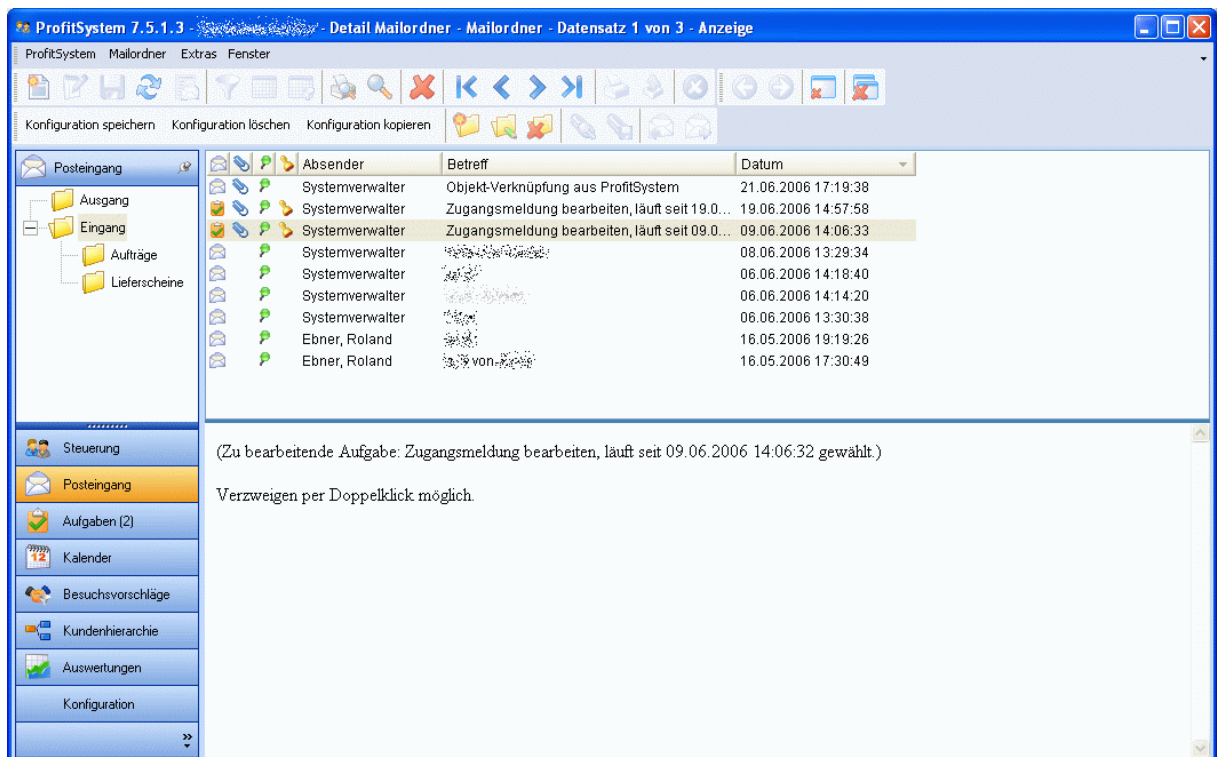 ProfitSystem 7.5.1.3 - - Detail Mailordner - Mailordner - Datensatz 1 von 3 - Anzeige
ProfitSystem Mailordner Extras Fenster
Konfiguration speichern Konfiguration löschen Konfiguration kopieren
Posteingang
Ausgang
Eingang
Aufträge
Lieferscheine
Absender Betreff Datum
Systemverwalter Objekt-Verknüpfung aus ProfitSystem 21.06.2006 17:19:38
Systemverwalter Zugangsmeldung bearbeiten, läuft seit 19.0... 19.06.2006 14:57:58
Systemverwalter Zugangsmeldung bearbeiten, läuft seit 09.0... 09.06.2006 14:06:33
Systemverwalter 08.06.2006 13:29:34
Systemverwalter 06.06.2006 14:18:40
Systemverwalter 06.06.2006 14:14:20
Systemverwalter 06.06.2006 13:30:38
Ebner, Roland 16.05.2006 19:19:26
Ebner, Roland von 16.05.2006 17:30:49
Steuerung
Posteingang
Aufgaben (2)
12 Kalender
Besuchsvorschläge
Kundenhierarchie
Auswertungen
Konfiguration
(Zu bearbeitende Aufgabe: Zugangsmeldung bearbeiten, läuft seit 09.06.2006 14:06:32 gewählt.)
Verzweigen per Doppelklick möglich.